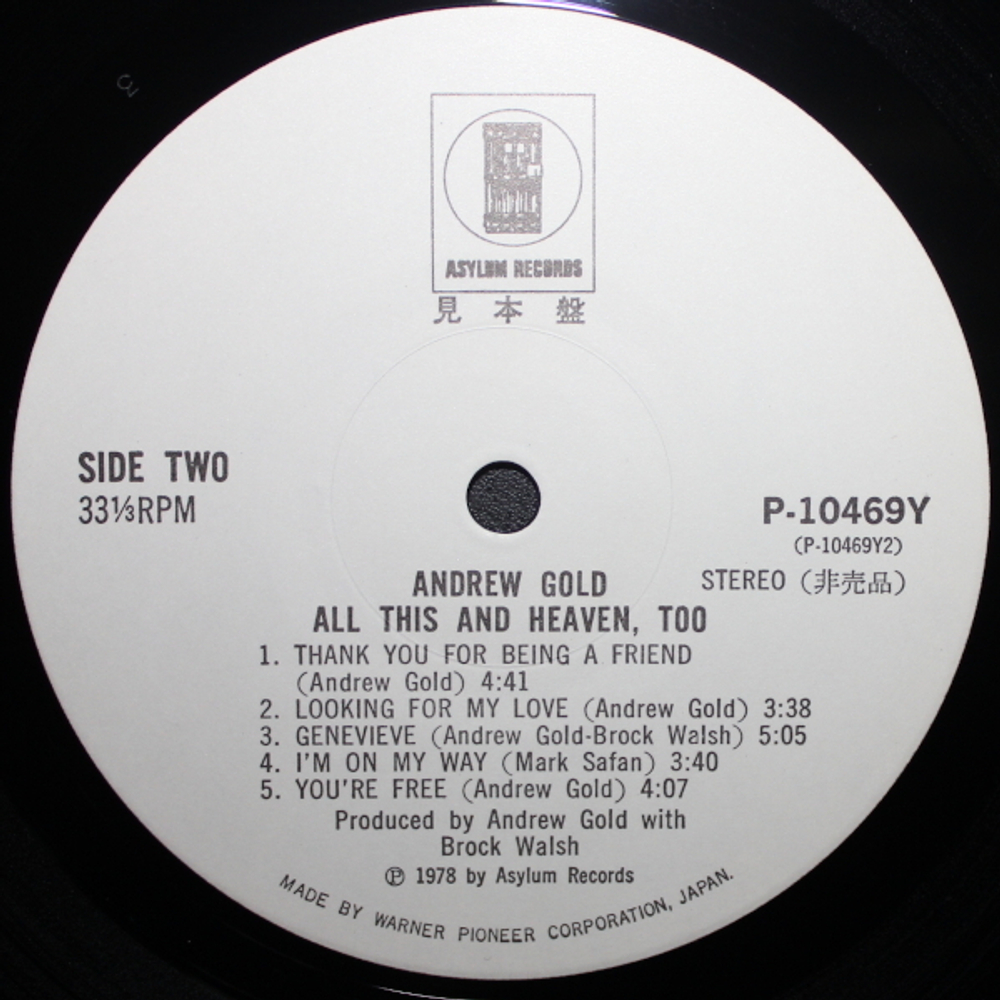 3
ASYLUM RECORDS
見本盤
SIDE TWO
33⅓RPM
P-10469Y
(P-10469Y2)
STEREO (非売品)
ANDREW GOLD
ALL THIS AND HEAVEN, TOO
1. THANK YOU FOR BEING A FRIEND
(Andrew Gold) 4:41
2. LOOKING FOR MY LOVE (Andrew Gold) 3:38
3. GENEVIEVE (Andrew Gold-Brock Walsh) 5:05
4. I'M ON MY WAY (Mark Safan) 3:40
5. YOU'RE FREE (Andrew Gold) 4:07
Produced by Andrew Gold with
Brock Walsh
℗ 1978 by Asylum Records
MADE BY WARNER PIONEER CORPORATION, JAPAN.